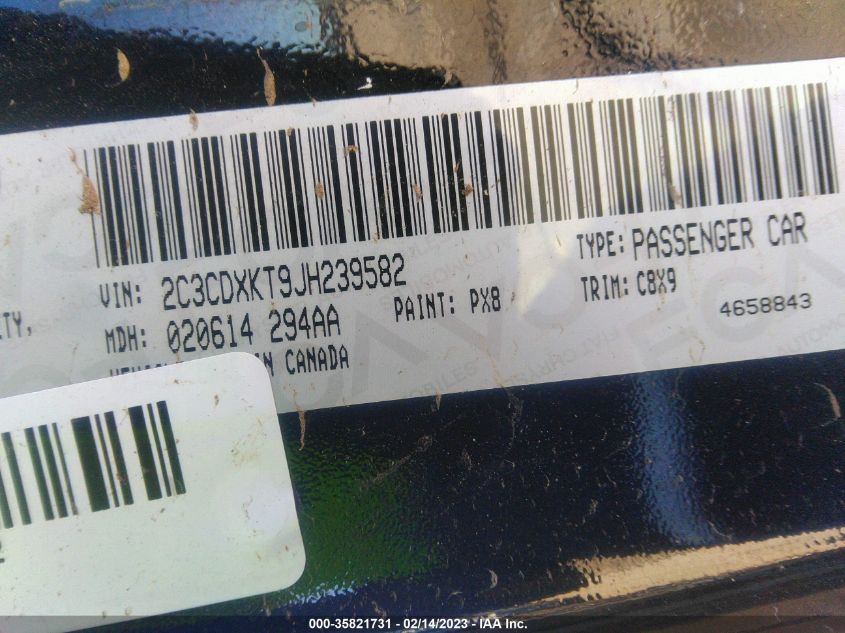 TYPE: PASSENGER CAR
VIN: 2C3CDXKT9JH239582
TRIM: C8X9
PAINT: PX8
4658843
MDH: 020614 294AA
IN CANADA
000-35821731 - 02/14/2023 - IAA Inc.